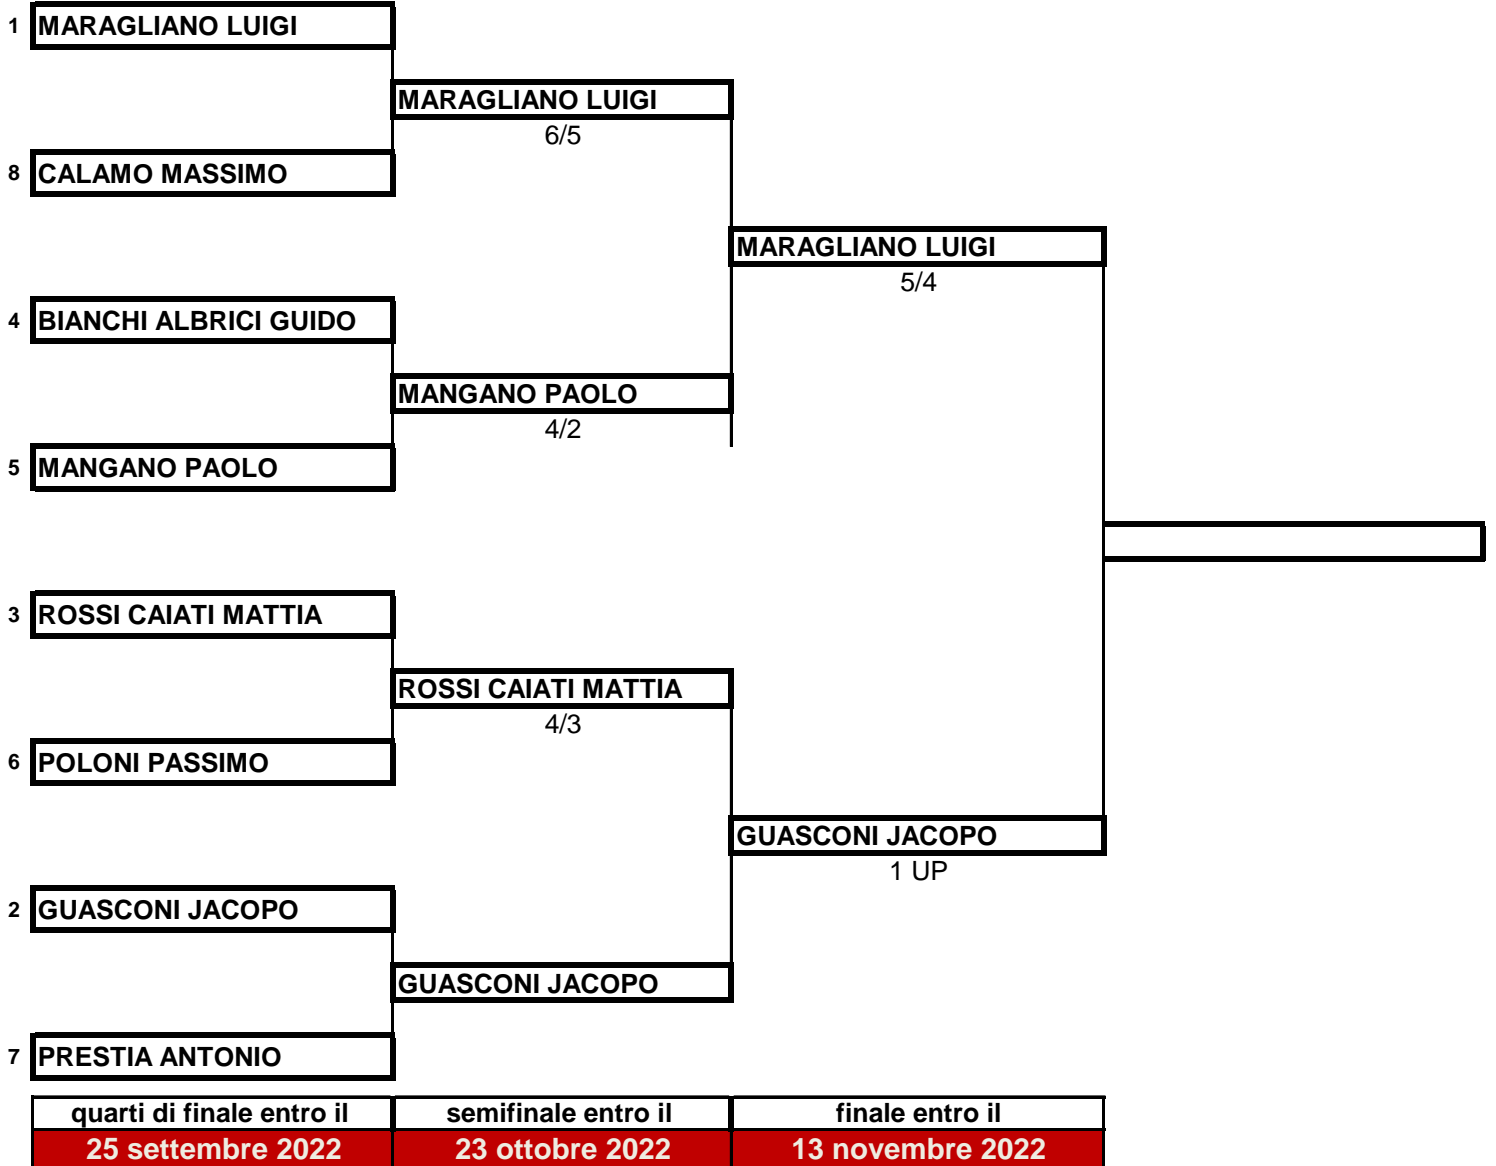 1 MARAGLIANO LUIGI
MARAGLIANO LUIGI
6/5
8 CALAMO MASSIMO
MARAGLIANO LUIGI
5/4
4 BIANCHI ALBRICI GUIDO
MANGANO PAOLO
4/2
5 MANGANO PAOLO
3 ROSSI CAIATI MATTIA
ROSSI CAIATI MATTIA
4/3
6 POLONI PASSIMO
GUASCONI JACOPO
1 UP
2 GUASCONI JACOPO
GUASCONI JACOPO
7 PRESTIA ANTONIO
quarti di finale entro il semifinale entro il finale entro il
25 settembre 2022 23 ottobre 2022 13 novembre 2022